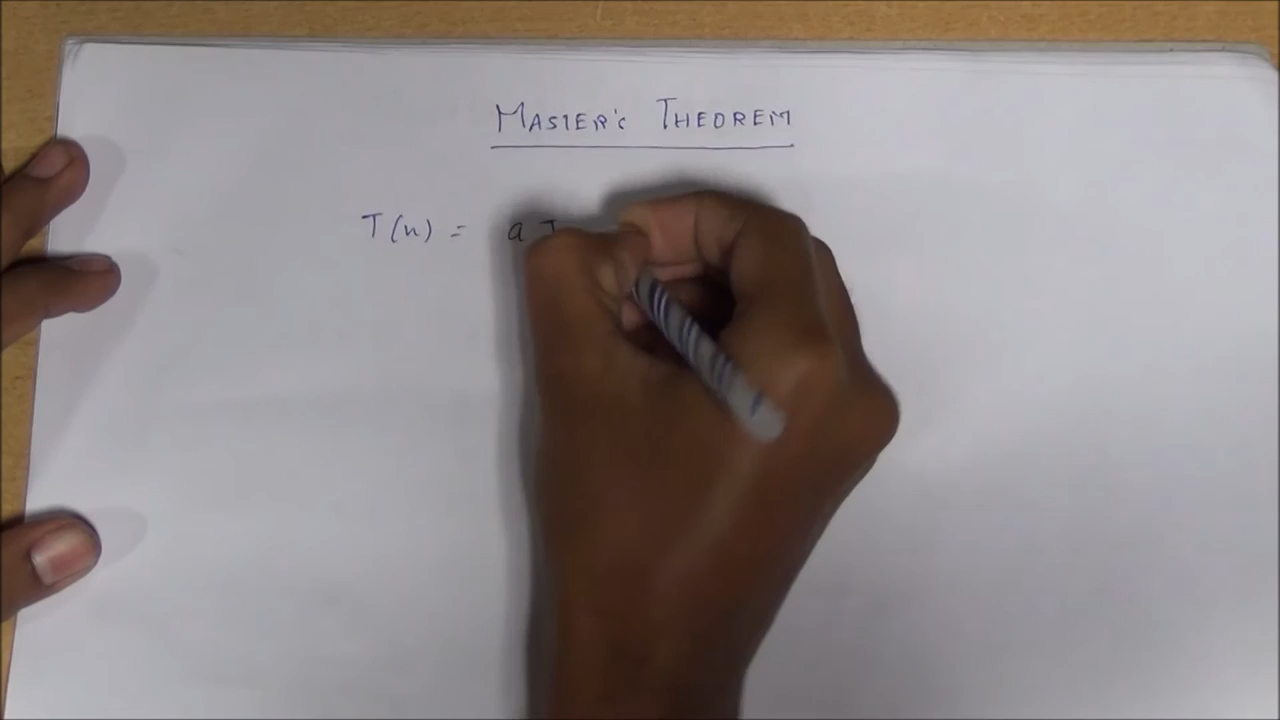 MASTER'S THEOREM
T(n) = a T